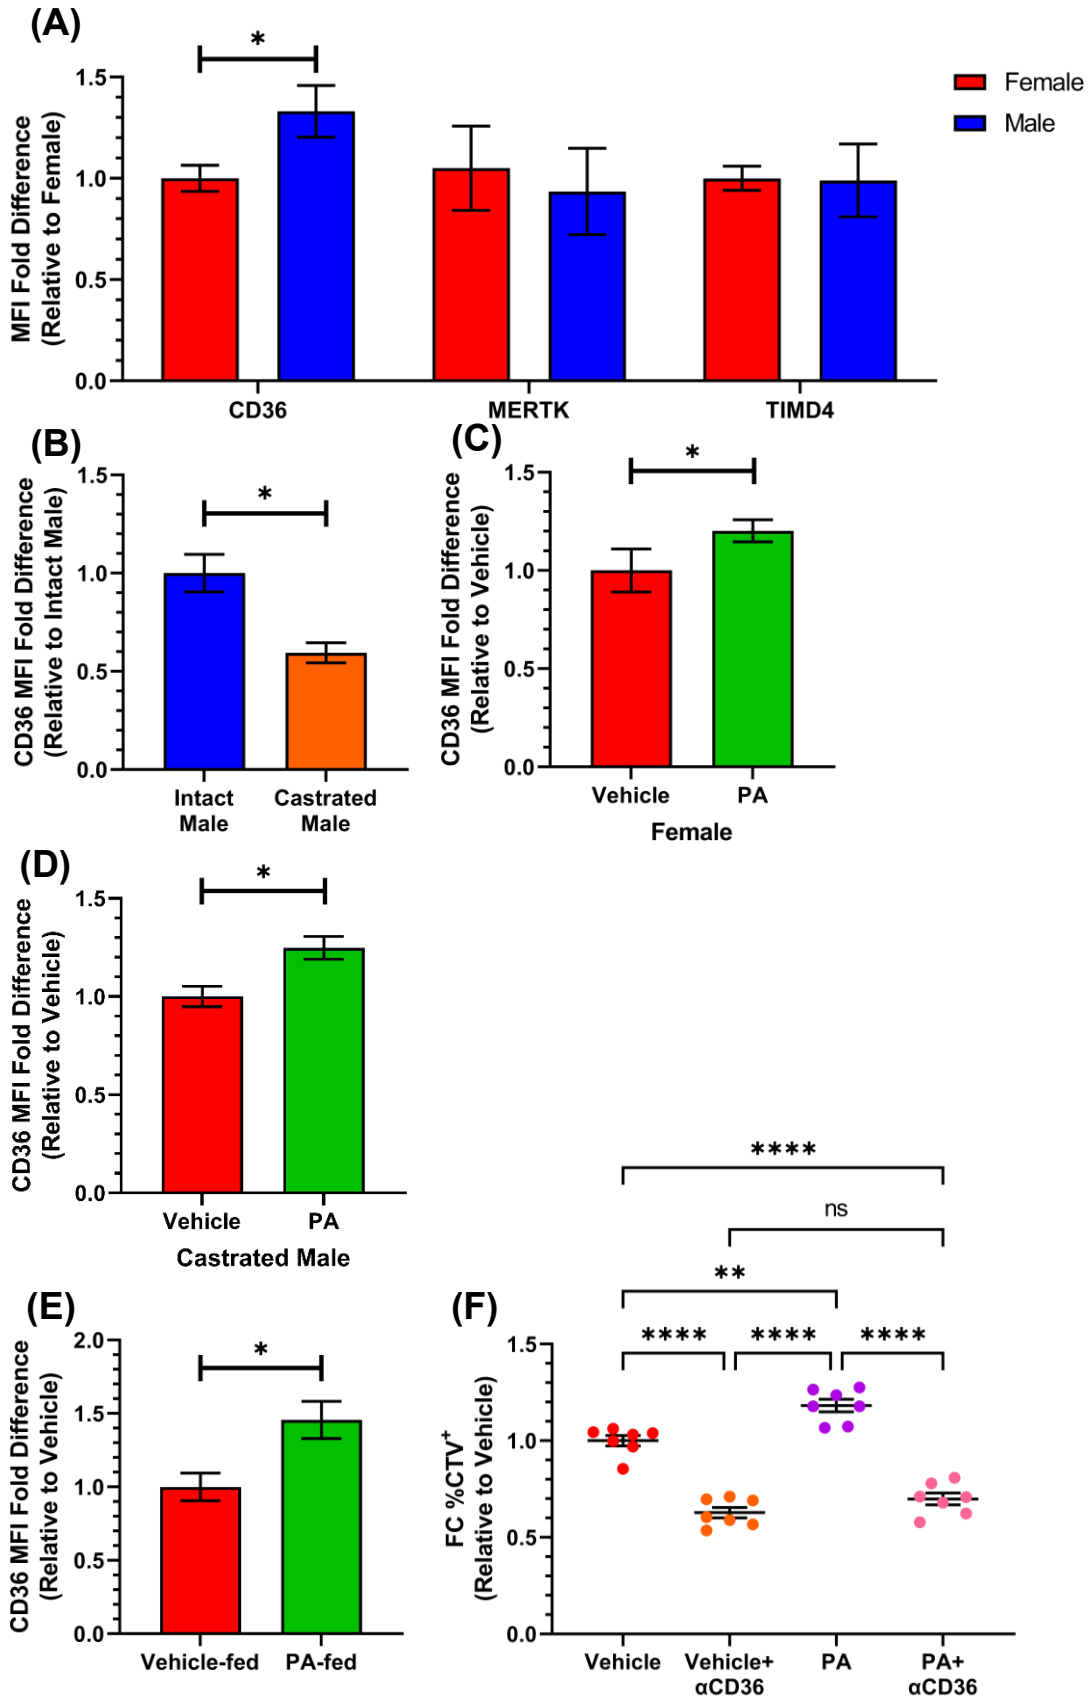 (A)
*
1.5
1.0
0.5
0.0
MFI Fold Difference
(Relative to Female)
CD36
MERTK
TIMD4
Female
Male
(B)
*
1.5
1.0
0.5
0.0
CD36 MFI Fold Difference
(Relative to Intact Male)
Intact
Male
Castrated
Male
(C)
*
1.5
1.0
0.5
0.0
CD36 MFI Fold Difference
(Relative to Vehicle)
Vehicle
PA
Female
(D)
*
1.5
1.0
0.5
0.0
CD36 MFI Fold Difference
(Relative to Vehicle)
Vehicle
PA
Castrated Male
(E)
*
2.0
1.5
1.0
0.5
0.0
CD36 MFI Fold Difference
(Relative to Vehicle)
Vehicle-fed
PA-fed
(F)
****
ns
**
****
****
****
1.5
1.0
0.5
0.0
FC %CTV+
(Relative to Vehicle)
Vehicle
Vehicle+
αCD36
PA
PA+
αCD36